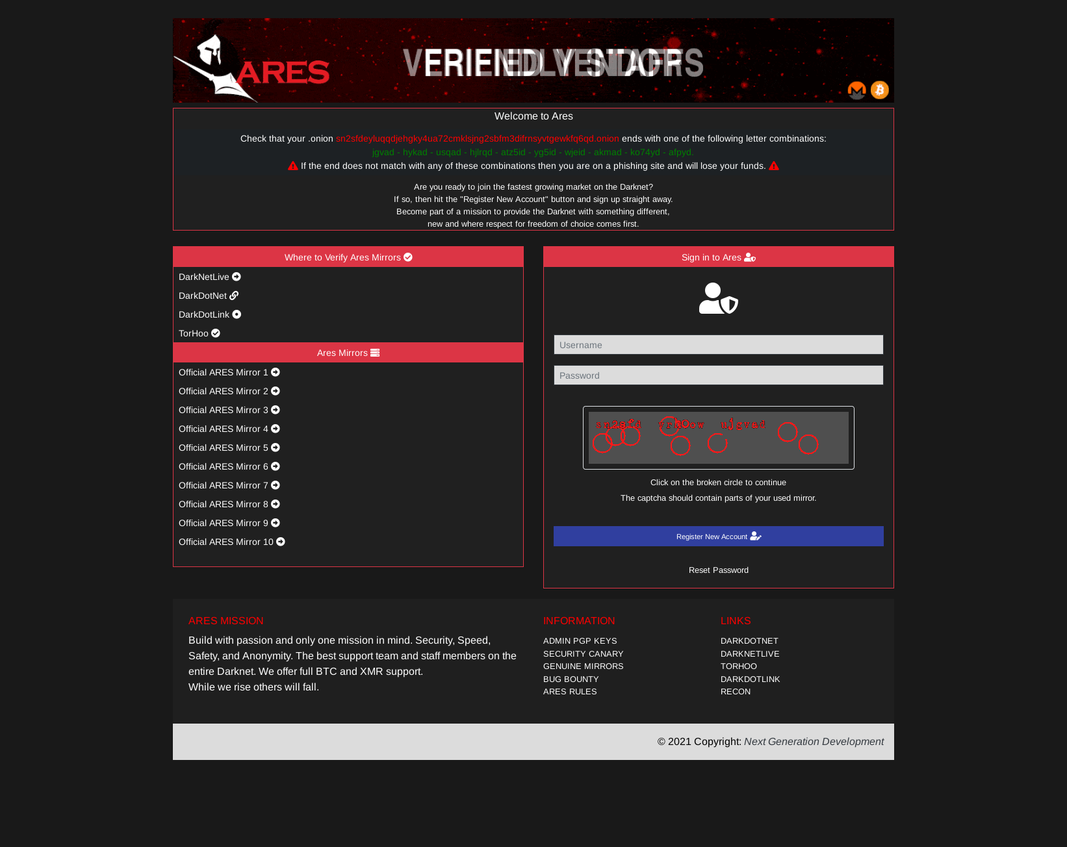 ARES
Welcome to Ares
Check that your .onion sn2sfdeyluqqdjehgky4ua72cmklsjng2sbfm3difrnsyvtgewkfq6qd.onion ends with one of the following letter combinations:
jgvad - hykad - usqad - hjlrqd - atz5id - yg5id - wjeid - akmad - ko74yd - afpyd.
If the end does not match with any of these combinations then you are on a phishing site and will lose your funds.
Are you ready to join the fastest growing market on the Darknet?
If so, then hit the "Register New Account" button and sign up straight away.
Become part of a mission to provide the Darknet with something different,
new and where respect for freedom of choice comes first.
Where to Verify Ares Mirrors
DarkNetLive
DarkDotNet
DarkDotLink
TorHoo
Ares Mirrors
Official ARES Mirror 1
Official ARES Mirror 2
Official ARES Mirror 3
Official ARES Mirror 4
Official ARES Mirror 5
Official ARES Mirror 6
Official ARES Mirror 7
Official ARES Mirror 8
Official ARES Mirror 9
Official ARES Mirror 10
Sign in to Ares
Username
Password
Click on the broken circle to continue
The captcha should contain parts of your used mirror.
Register New Account
Reset Password
ARES MISSION
Build with passion and only one mission in mind. Security, Speed,
Safety, and Anonymity. The best support team and staff members on the
entire Darknet. We offer full BTC and XMR support.
While we rise others will fall.
INFORMATION
ADMIN PGP KEYS
SECURITY CANARY
GENUINE MIRRORS
BUG BOUNTY
ARES RULES
LINKS
DARKDOTNET
DARKNETLIVE
TORHOO
DARKDOTLINK
RECON
© 2021 Copyright: Next Generation Development